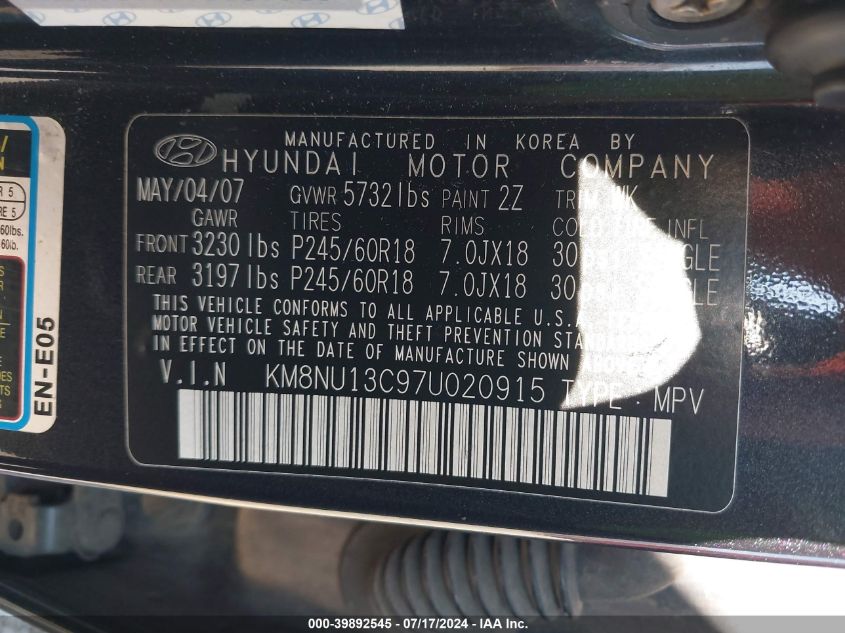 MANUFACTURED IN KOREA BY
HYUNDAI MOTOR COMPANY
MAY/04/07 GVWR 5732lbs PAINT 2Z
GAWR TIRES RIMS INFL
FRONT 3230 lbs P245/60R18 7.0JX18
REAR 3197 lbs P245/60R18 7.0JX18
THIS VEHICLE CONFORMS TO ALL APPLICABLE U.S.A
MOTOR VEHICLE SAFETY AND THEFT PREVENTION
IN EFFECT ON THE DATE OF MANUFACTURE SHOWN
V.I.N KM8NU13C97U020915 TYPE : MPV
EN-E05
000-39892545 - 07/17/2024 - IAA Inc.